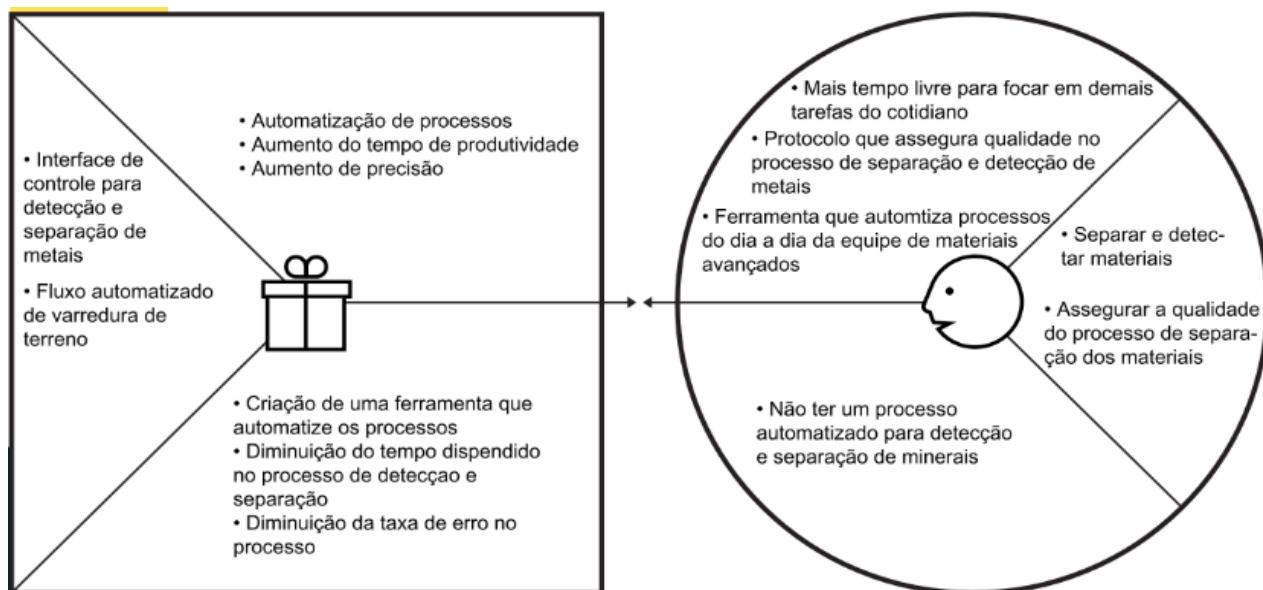 • Automatização de processos
• Aumento do tempo de produtividade
• Aumento de precisão
• Interface de
controle para
detecção e
separação de
metais
• Fluxo automatizado
de varredura de
terreno
• Criação de uma ferramenta que
automatize os processos
• Diminuição do tempo dispendido
no processo de detecçao e
separação
• Diminuição da taxa de erro no
processo
• Mais tempo livre para focar em demais
tarefas do cotidiano
• Protocolo que assegura qualidade no
processo de separação e detecção de
metais
• Ferramenta que automtiza processos
do dia a dia da equipe de materiais
avançados
• Separar e detec-
tar materiais
• Assegurar a qualidade
do processo de separa-
ção dos materiais
• Não ter um processo
automatizado para detecção
e separação de minerais